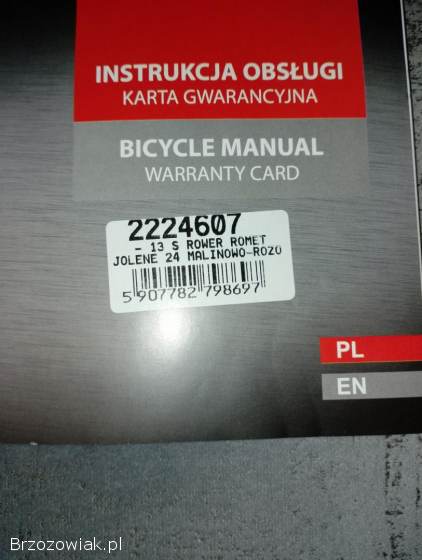 INSTRUKCJA OBSŁUGI
KARTA GWARANCYJNA
BICYCLE MANUAL
WARRANTY CARD
2224607
- 13 S ROWER ROMET
JOLENE 24 MALINOWO-ROZO
5 907782 798697
PL
EN
Brzozowiak.pl